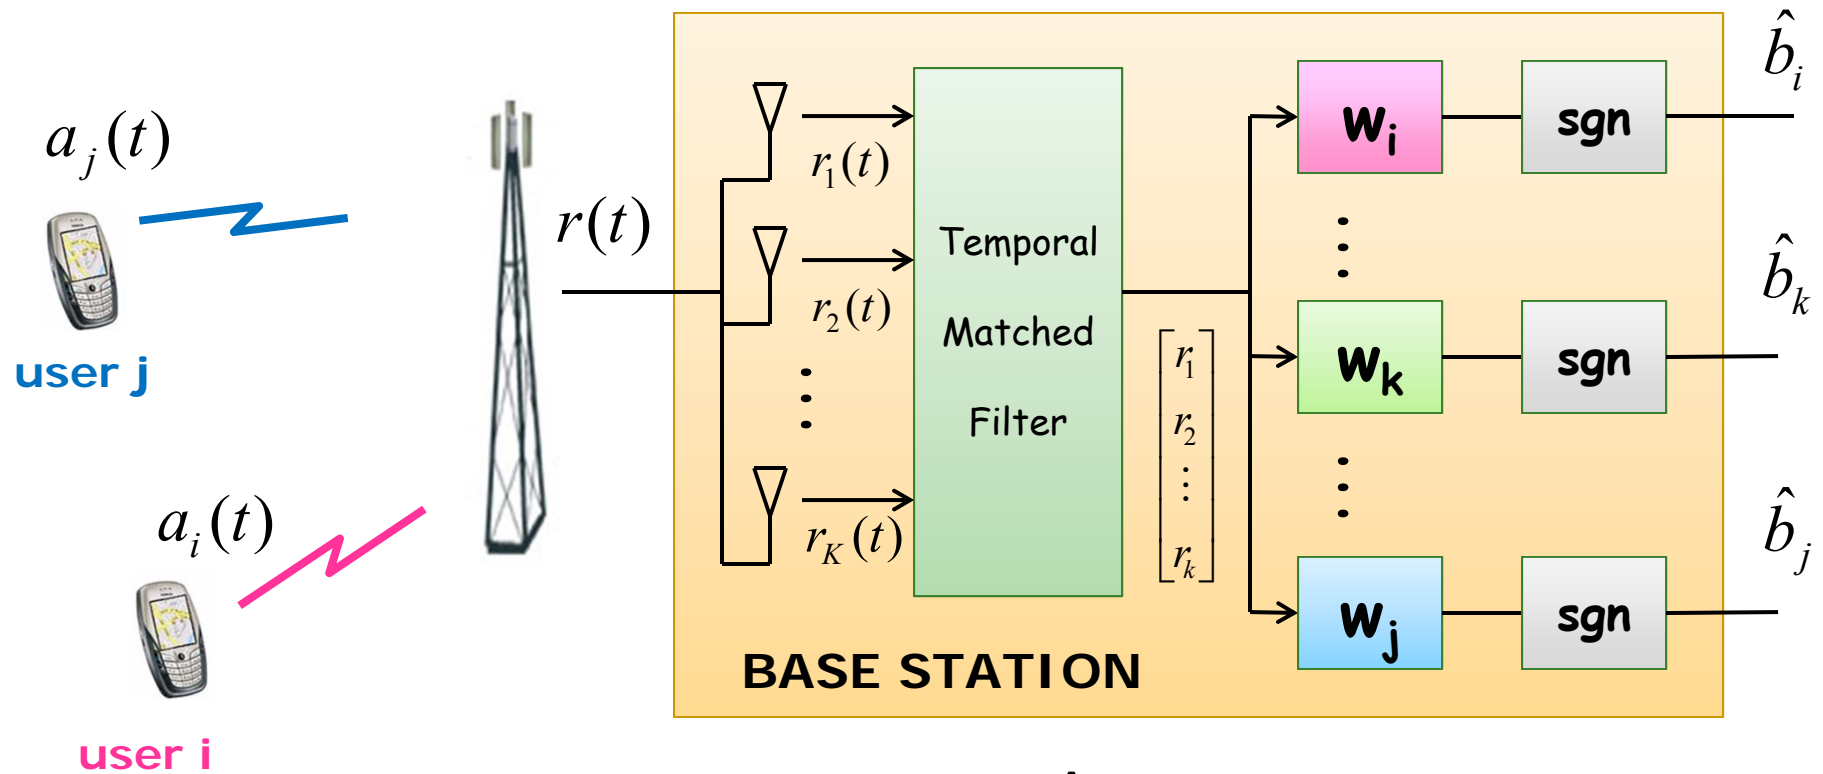 a_j(t)
user j
a_i(t)
user i
r(t)
r_1(t)
r_2(t)
⋮
r_K(t)
Temporal
Matched
Filter
[r_1
r_2
⋮
r_k]
BASE STATION
w_i
sgn
b̂_i
⋮
w_k
sgn
b̂_k
⋮
w_j
sgn
b̂_j